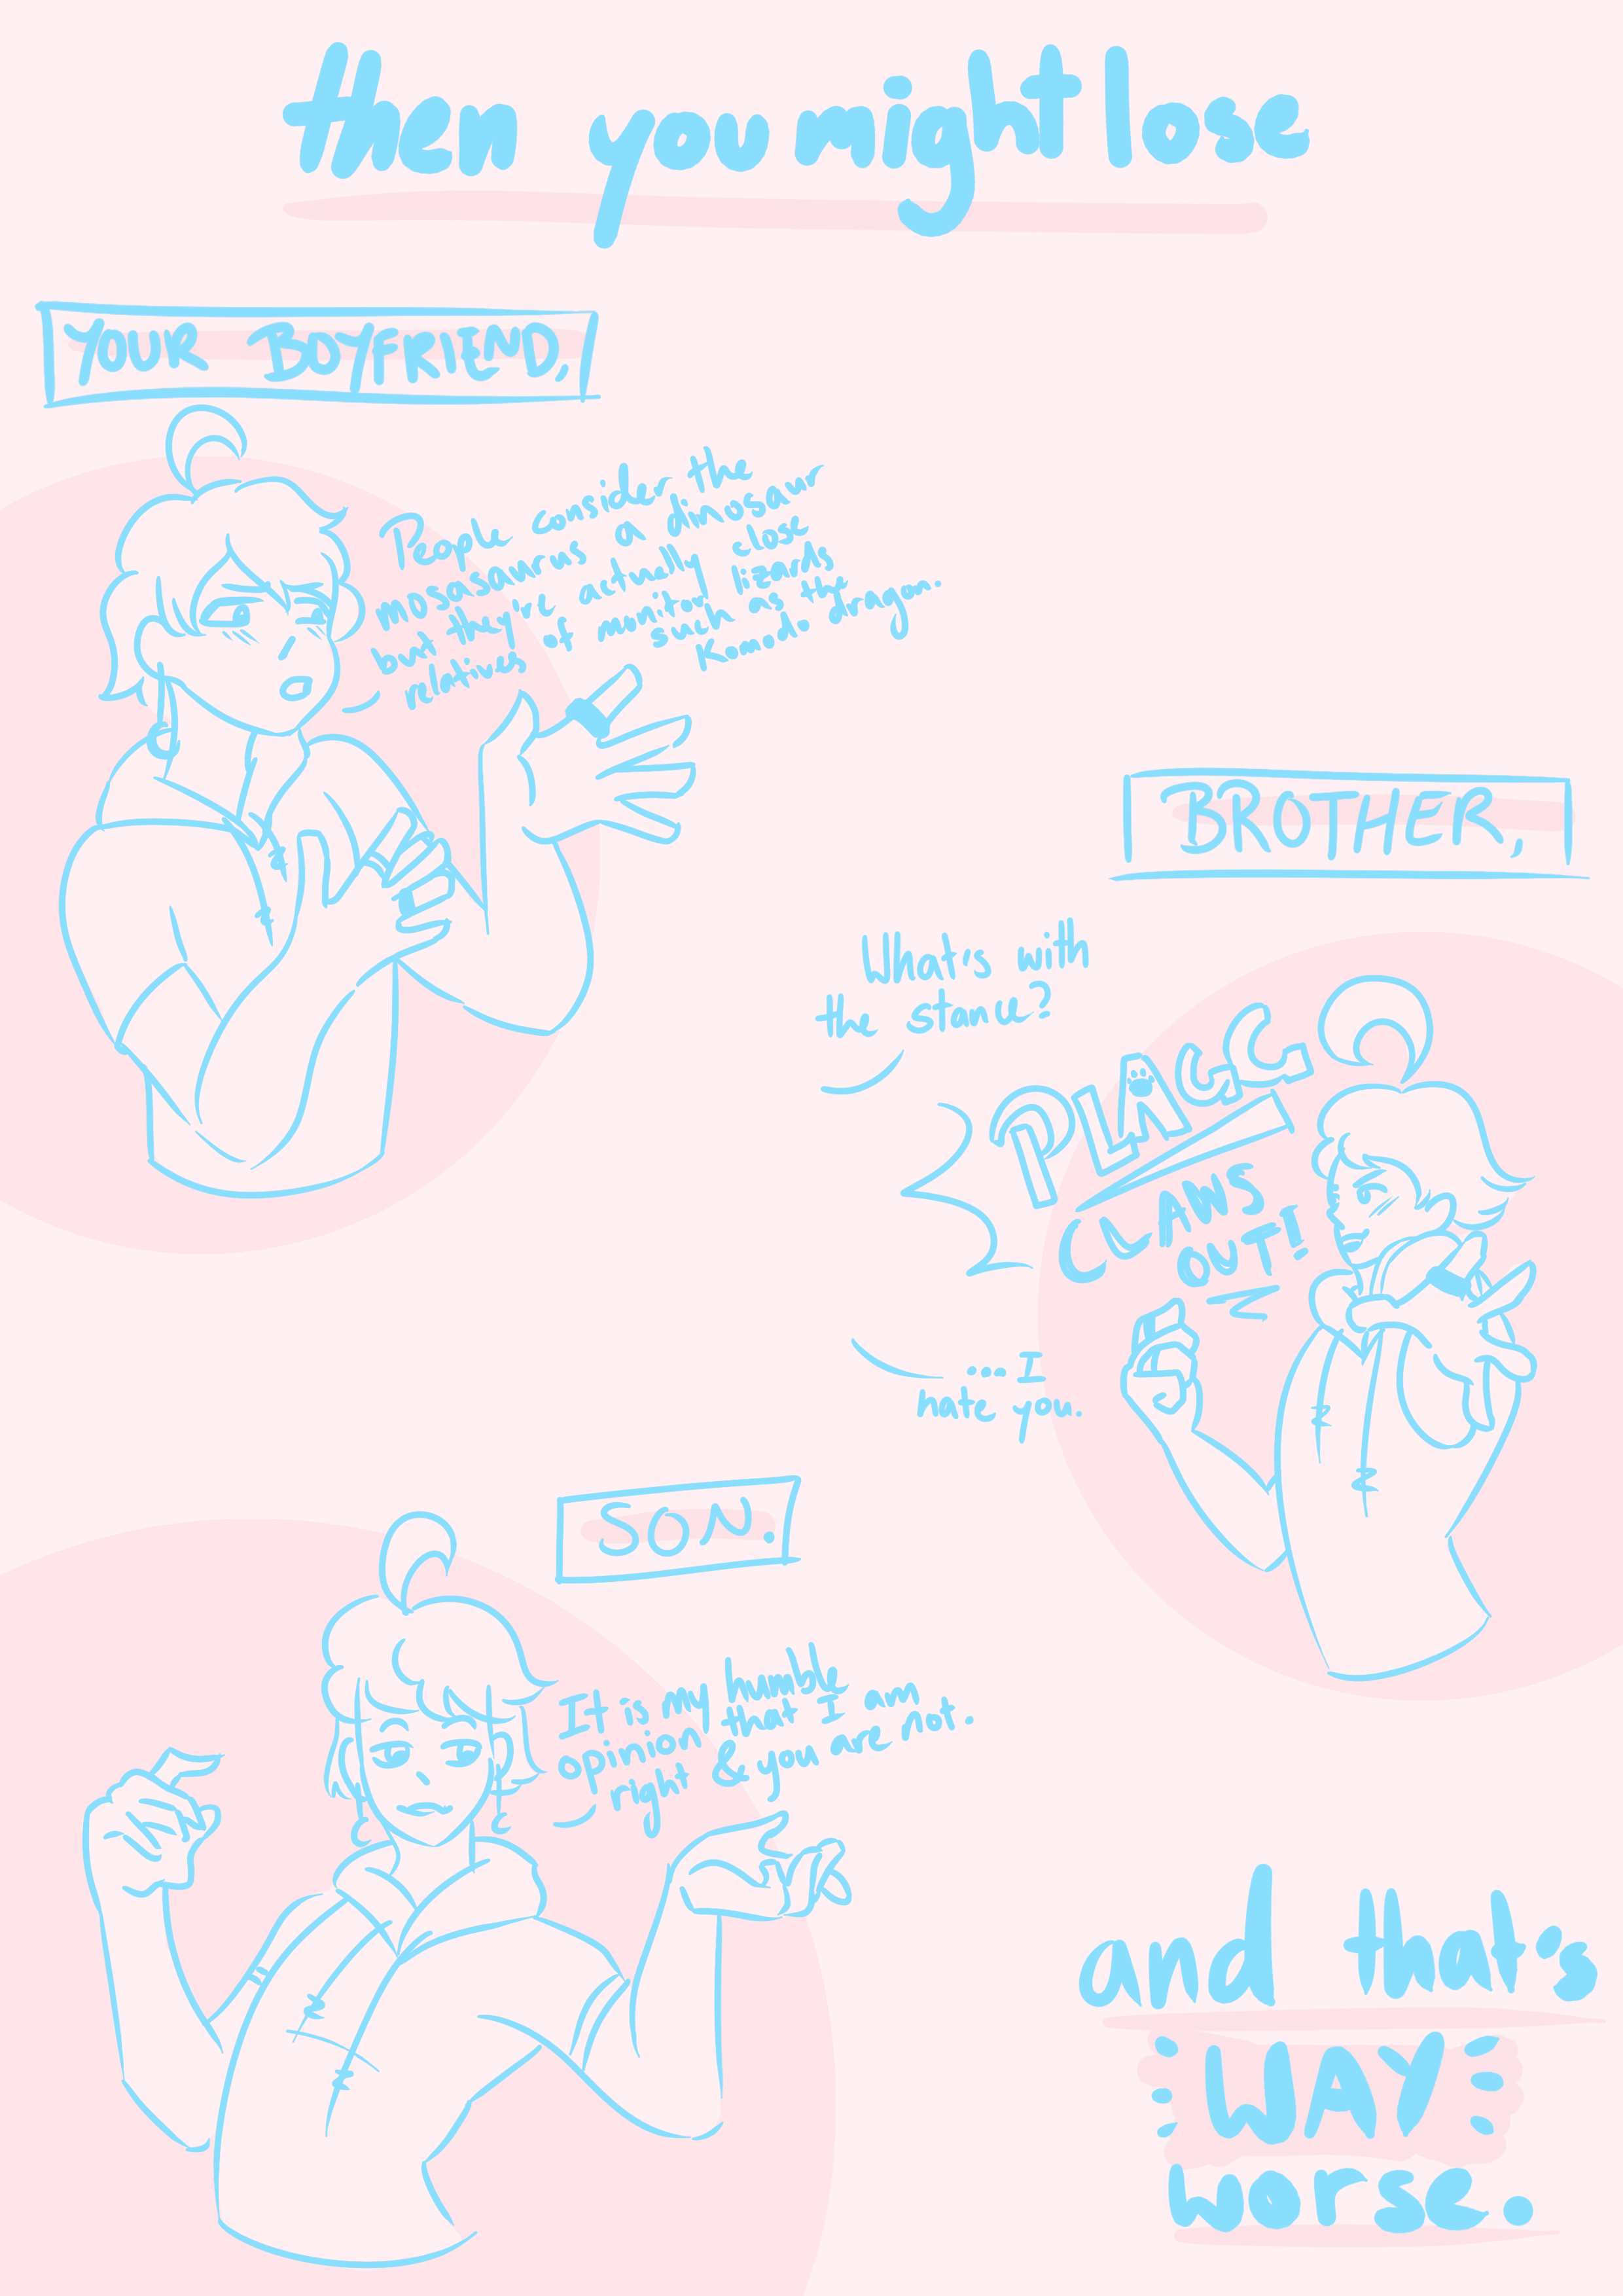 then you might lose
YOUR BOYFRIEND,
People consider the
mosasaurus a dinosaur
but they're actually close
relatives of monitor lizards
such as the
Komodo dragon.
BROTHER,
What's with
the stance?
PLAGG
CLAWS
OUT!
...I
hate you.
SON.
It is my humble
opinion that I am
right & you are not.
and that's
WAY
worse.